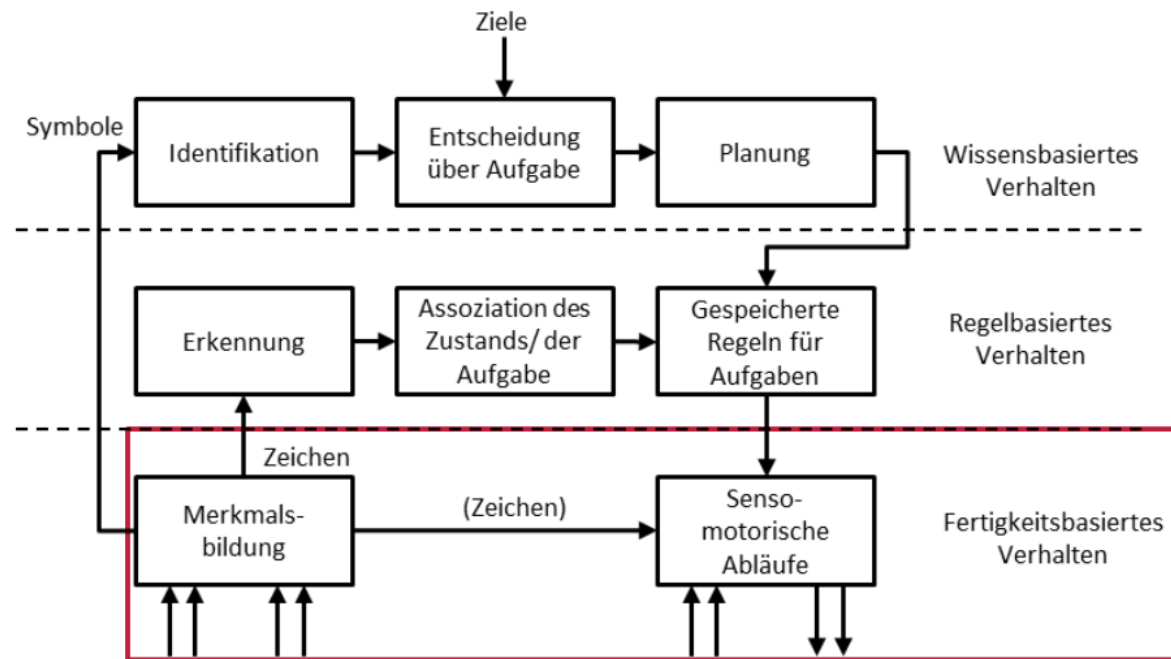 Ziele
Symbole
Identifikation
Entscheidung
über Aufgabe
Planung
Wissensbasiertes
Verhalten
Erkennung
Assoziation des
Zustands/ der
Aufgabe
Gespeicherte
Regeln für
Aufgaben
Regelbasiertes
Verhalten
Zeichen
Merkmals-
bildung
(Zeichen)
Senso-
motorische
Abläufe
Fertigkeitsbasiertes
Verhalten